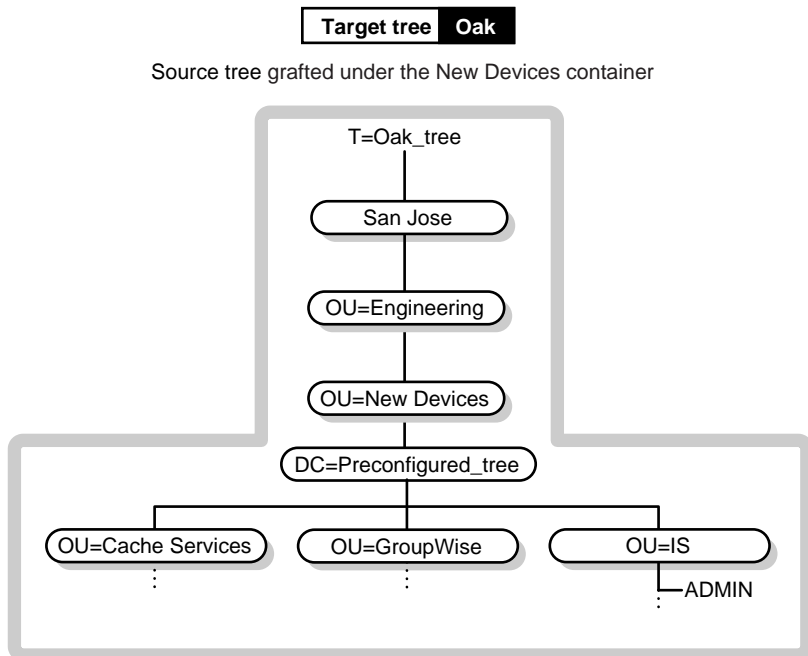 Target tree Oak
Source tree grafted under the New Devices container
T=Oak_tree
San Jose
OU=Engineering
OU=New Devices
DC=Preconfigured_tree
OU=Cache Services
OU=GroupWise
OU=IS
ADMIN